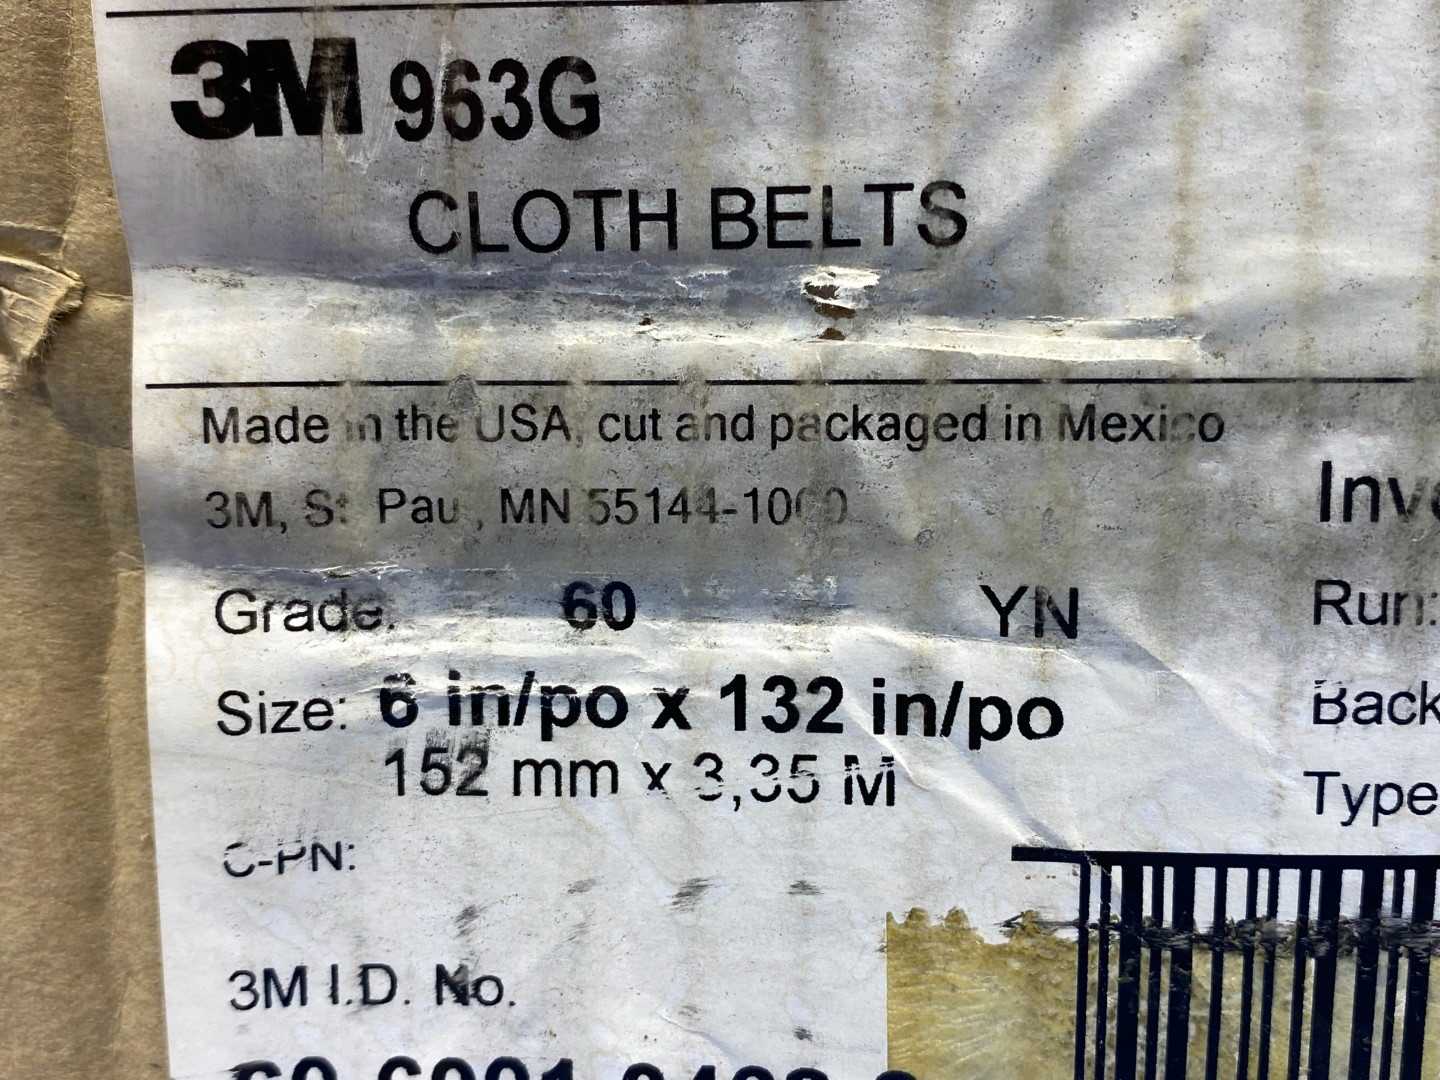 3M 963G
CLOTH BELTS
Made in the USA, cut and packaged in Mexico
3M, St. Paul, MN 55144-1000
Inv
Grade: 60 YN
Run:
Size: 6 in/po x 132 in/po
Back
152 mm x 3,35 M
Type
C-PN:
3M I.D. No.